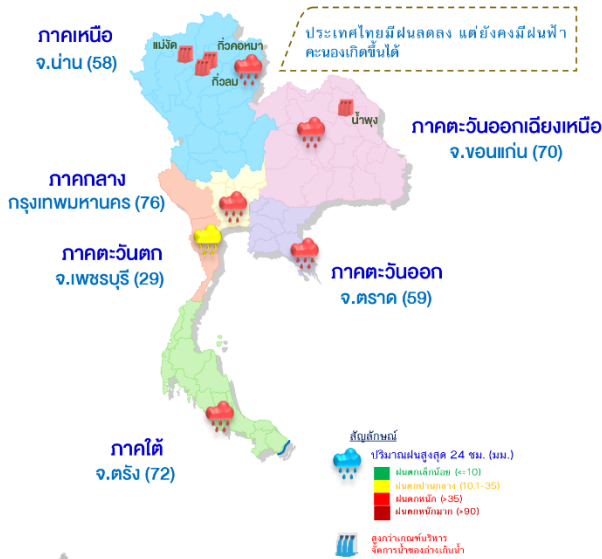 ภาคเหนือ
จ.น่าน (58)
แม่งัด
กิ่วคอหมา
กิ่วลม
ประเทศไทยมีฝนลดลง แต่ยังคงมีฝนฟ้า
คะนองเกิดขึ้นได้
น้ำพุง
ภาคตะวันออกเฉียงเหนือ
จ.ขอนแก่น (70)
ภาคกลาง
กรุงเทพมหานคร (76)
ภาคตะวันตก
จ.เพชรบุรี (29)
ภาคตะวันออก
จ.ตราด (59)
ภาคใต้
จ.ตรัง (72)
สัญลักษณ์
ปริมาณฝนสูงสุด 24 ชม. (มม.)
ฝนตกเล็กน้อย (<=10)
ฝนตกปานกลาง (10.1-35)
ฝนตกหนัก (>35)
ฝนตกหนักมาก (>90)
สูงกว่าเกณฑ์บริหาร
จัดการน้ำของอ่างเก็บน้ำ